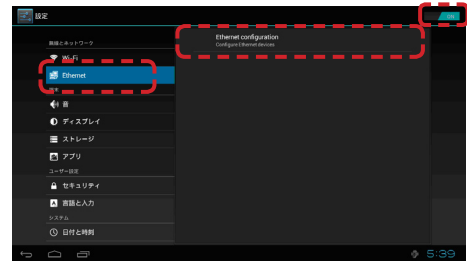 設定
ON
無線とネットワーク
Wi-Fi
Ethernet
端末
音
ディスプレイ
ストレージ
アプリ
ユーザー設定
セキュリティ
言語と入力
システム
日付と時刻
Ethernet configuration
Configure Ethernet devices
5:39